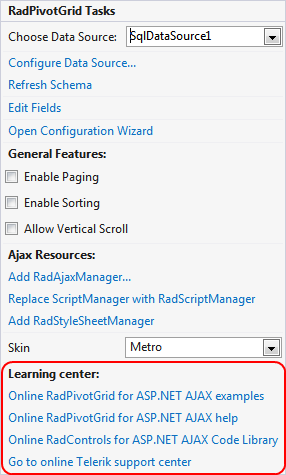 RadPivotGrid Tasks
Choose Data Source: SqlDataSource1
Configure Data Source...
Refresh Schema
Edit Fields
Open Configuration Wizard
General Features:
Enable Paging
Enable Sorting
Allow Vertical Scroll
Ajax Resources:
Add RadAjaxManager...
Replace ScriptManager with RadScriptManager
Add RadStyleSheetManager
Skin Metro
Learning center:
Online RadPivotGrid for ASP.NET AJAX examples
Online RadPivotGrid for ASP.NET AJAX help
Online RadControls for ASP.NET AJAX Code Library
Go to online Telerik support center